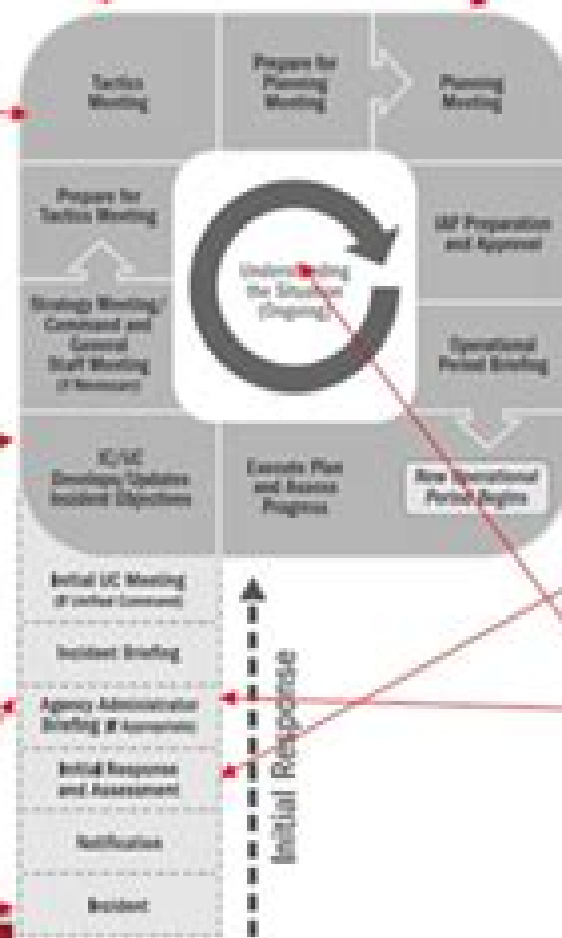 Tactics
Meeting
Prepare for
Planning
Meeting
Planning
Meeting
Prepare for
Tactics Meeting
IAP Preparation
and Approval
Understanding
the Situation
(Ongoing)
Strategy Meeting/
Command and
General
Staff Meeting
(if Necessary)
Operational
Period Briefing
IC/UC
Develops/Updates
Incident Objectives
Execute Plan
and Assess
Progress
New Operational
Period Begins
Initial UC Meeting
(if Unified Command)
Incident Briefing
Agency Administrator
Briefing (if Appropriate)
Initial Response
and Assessment
Notification
Incident
Initial Response